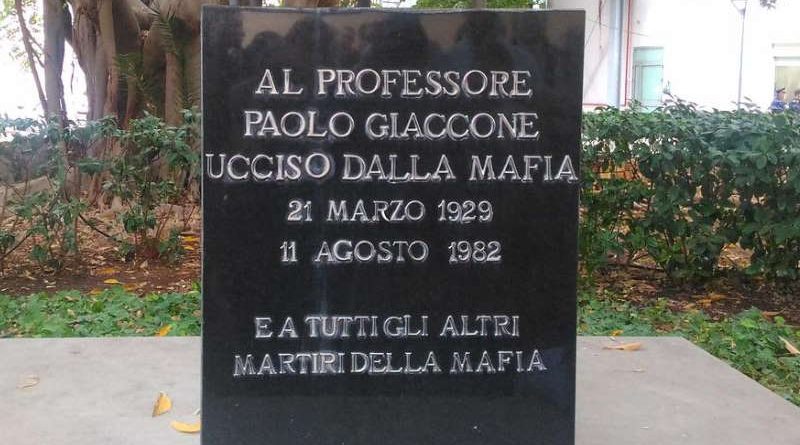 AL PROFESSORE
PAOLO GIACCONE
UCCISO DALLA MAFIA
21 MARZO 1929
11 AGOSTO 1982
E A TUTTI GLI ALTRI
MARTIRI DELLA MAFIA